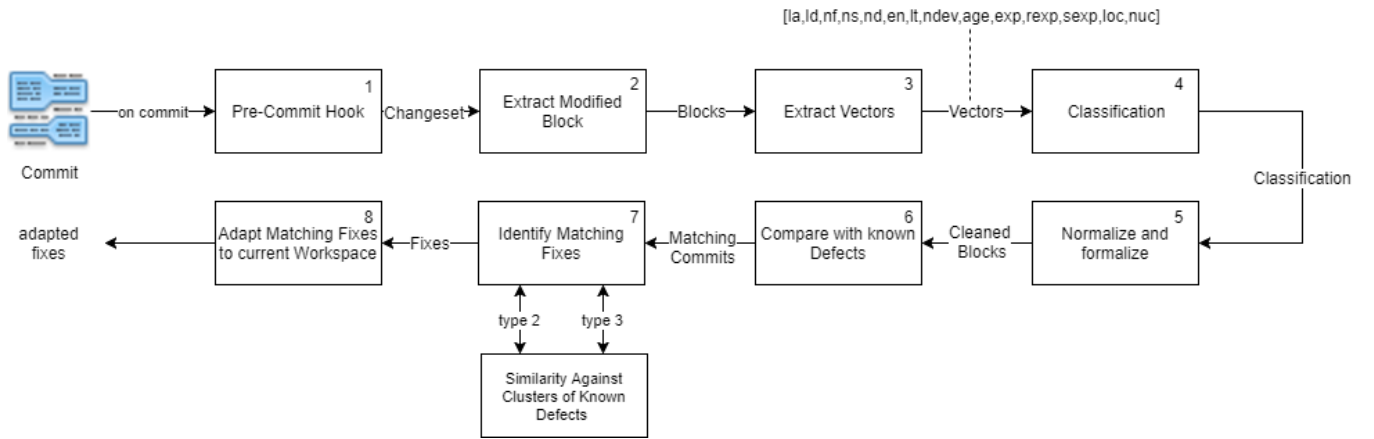 [la,ld,nf,ns,nd,en,lt,ndev,age,exp,rexp,sexp,loc,nuc]
Commit
on commit
1
Pre-Commit Hook
Changeset
2
Extract Modified
Block
Blocks
3
Extract Vectors
Vectors
4
Classification
Classification
5
Normalize and
formalize
Cleaned
Blocks
6
Compare with known
Defects
Matching
Commits
7
Identify Matching
Fixes
Fixes
8
Adapt Matching Fixes
to current Workspace
adapted
fixes
type 2
type 3
Similarity Against
Clusters of Known
Defects